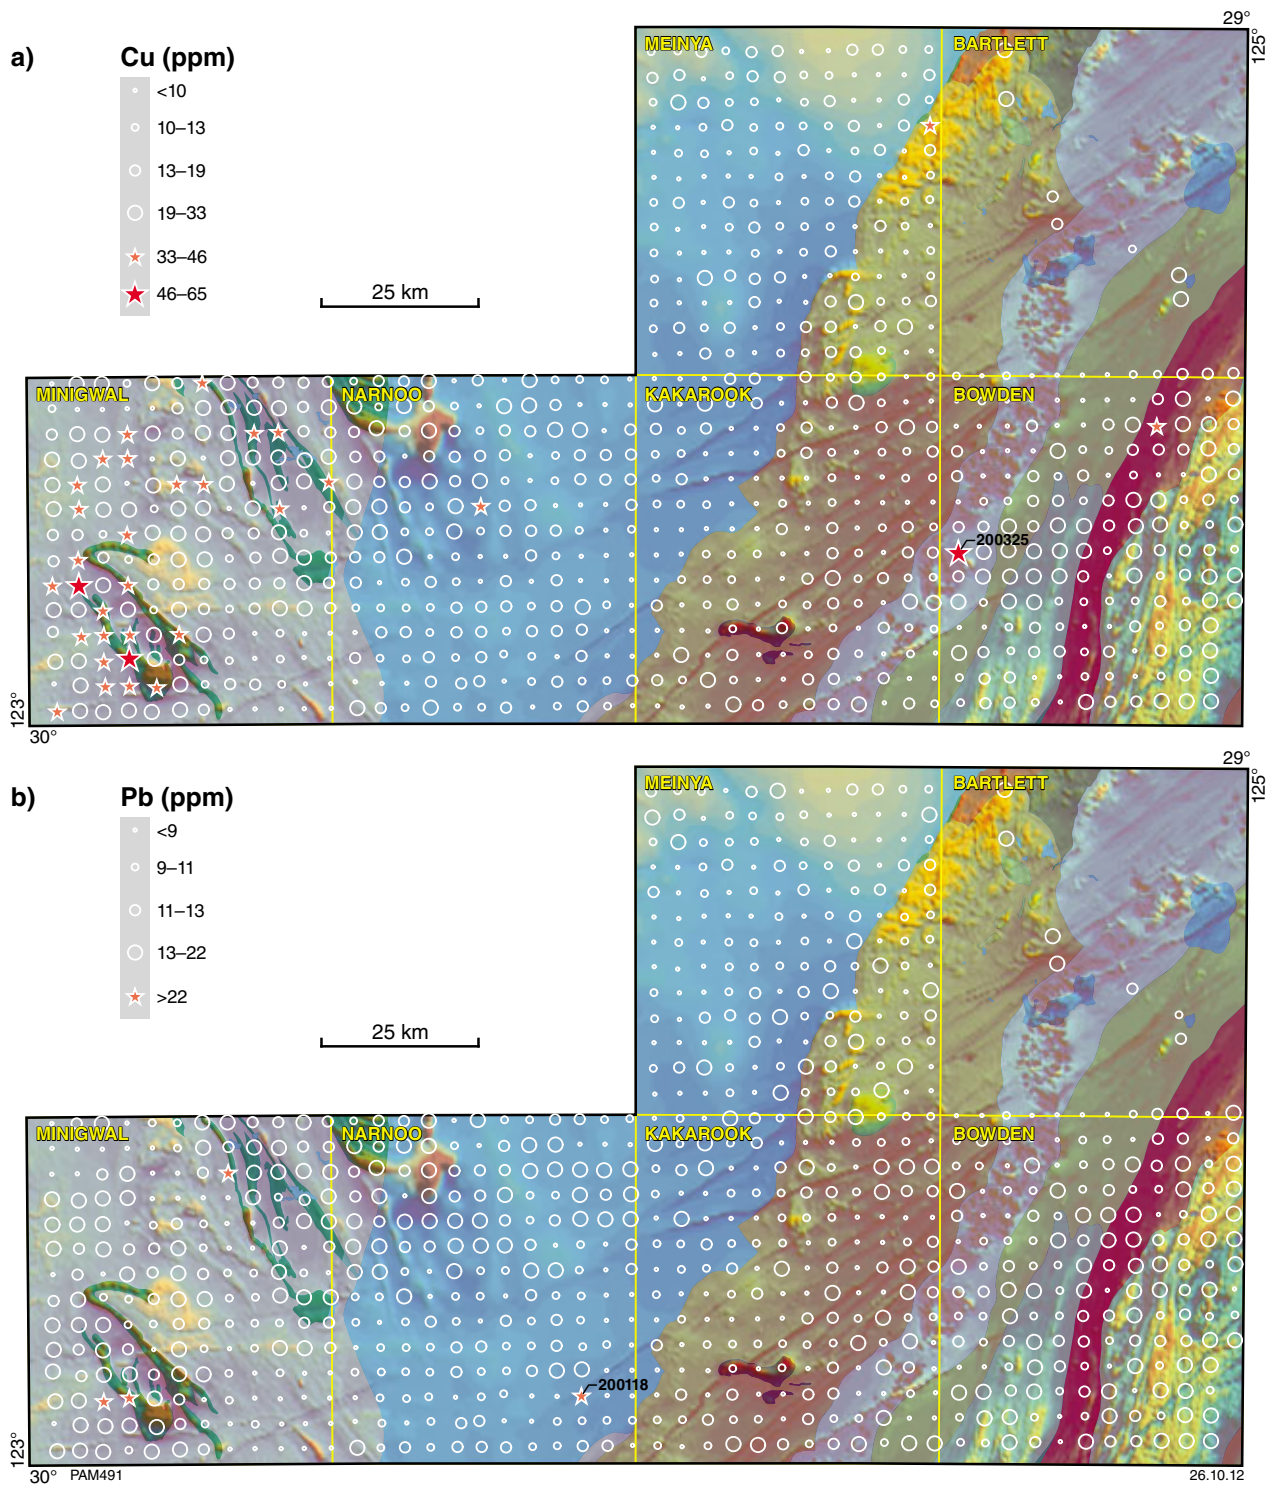 29°
a) Cu (ppm)
125°
MEINYA
BARTLETT
<10
10–13
13–19
19–33
33–46
46–65
25 km
MINIGWAL
NARNOO
KAKAROOK
BOWDEN
200325
123°
30°
29°
b) Pb (ppm)
125°
MEINYA
BARTLETT
<9
9–11
11–13
13–22
>22
25 km
MINIGWAL
NARNOO
KAKAROOK
BOWDEN
200118
123°
30°
PAM491
26.10.12